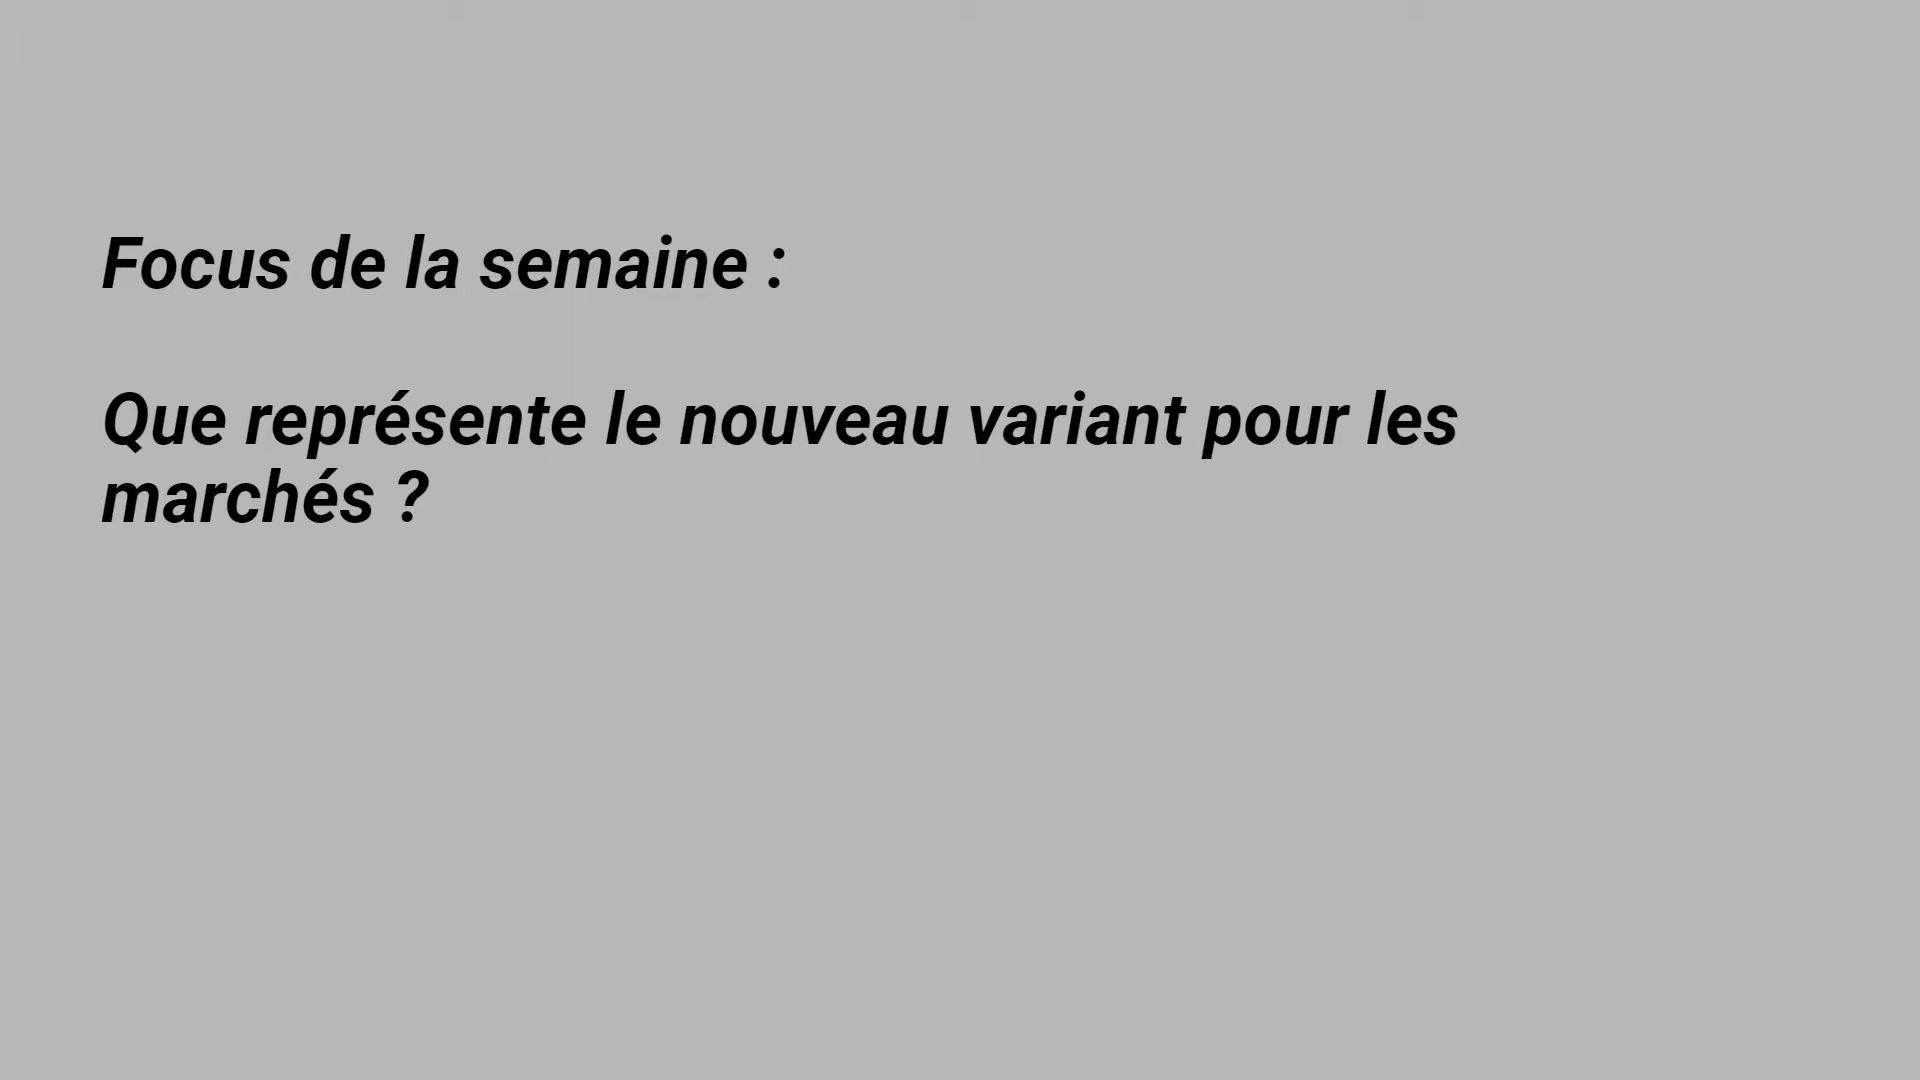 Focus de la semaine :
Que représente le nouveau variant pour les
marchés ?